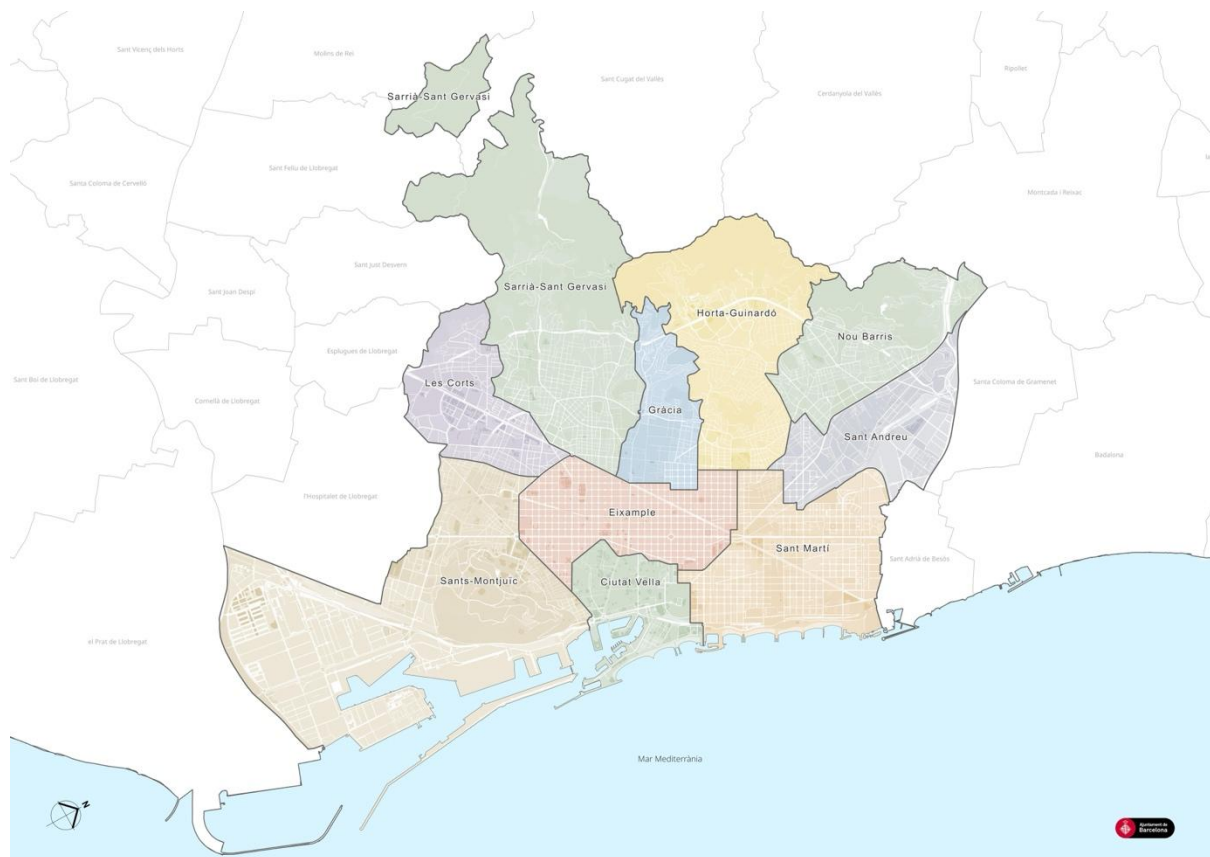 Sant Vicenç dels Horts
Molins de Rei
Sant Cugat del Vallès
Ripollet
Cerdanyola del Vallès
Sarrià-Sant Gervasi
Sant Feliu de Llobregat
la
Santa Coloma de Cervelló
Montcada i Reixac
Sant Just Desvern
Sant Joan Despí
Sarrià-Sant Gervasi
Horta-Guinardó
Nou Barris
Esplugues de Llobregat
Sant Boi de Llobregat
Les Corts
Santa Coloma de Gramenet
Cornellà de Llobregat
Gràcia
Sant Andreu
Badalona
l'Hospitalet de Llobregat
Eixample
Sant Martí
Sant Adrià de Besòs
Sants-Montjuïc
Ciutat Vella
el Prat de Llobregat
Mar Mediterrània
N
Ajuntament de
Barcelona